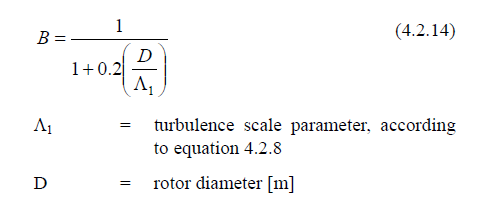 B = 1 / (1+0.2(D/Λ₁)) (4.2.14)
Λ₁ = turbulence scale parameter, according
to equation 4.2.8
D = rotor diameter [m]